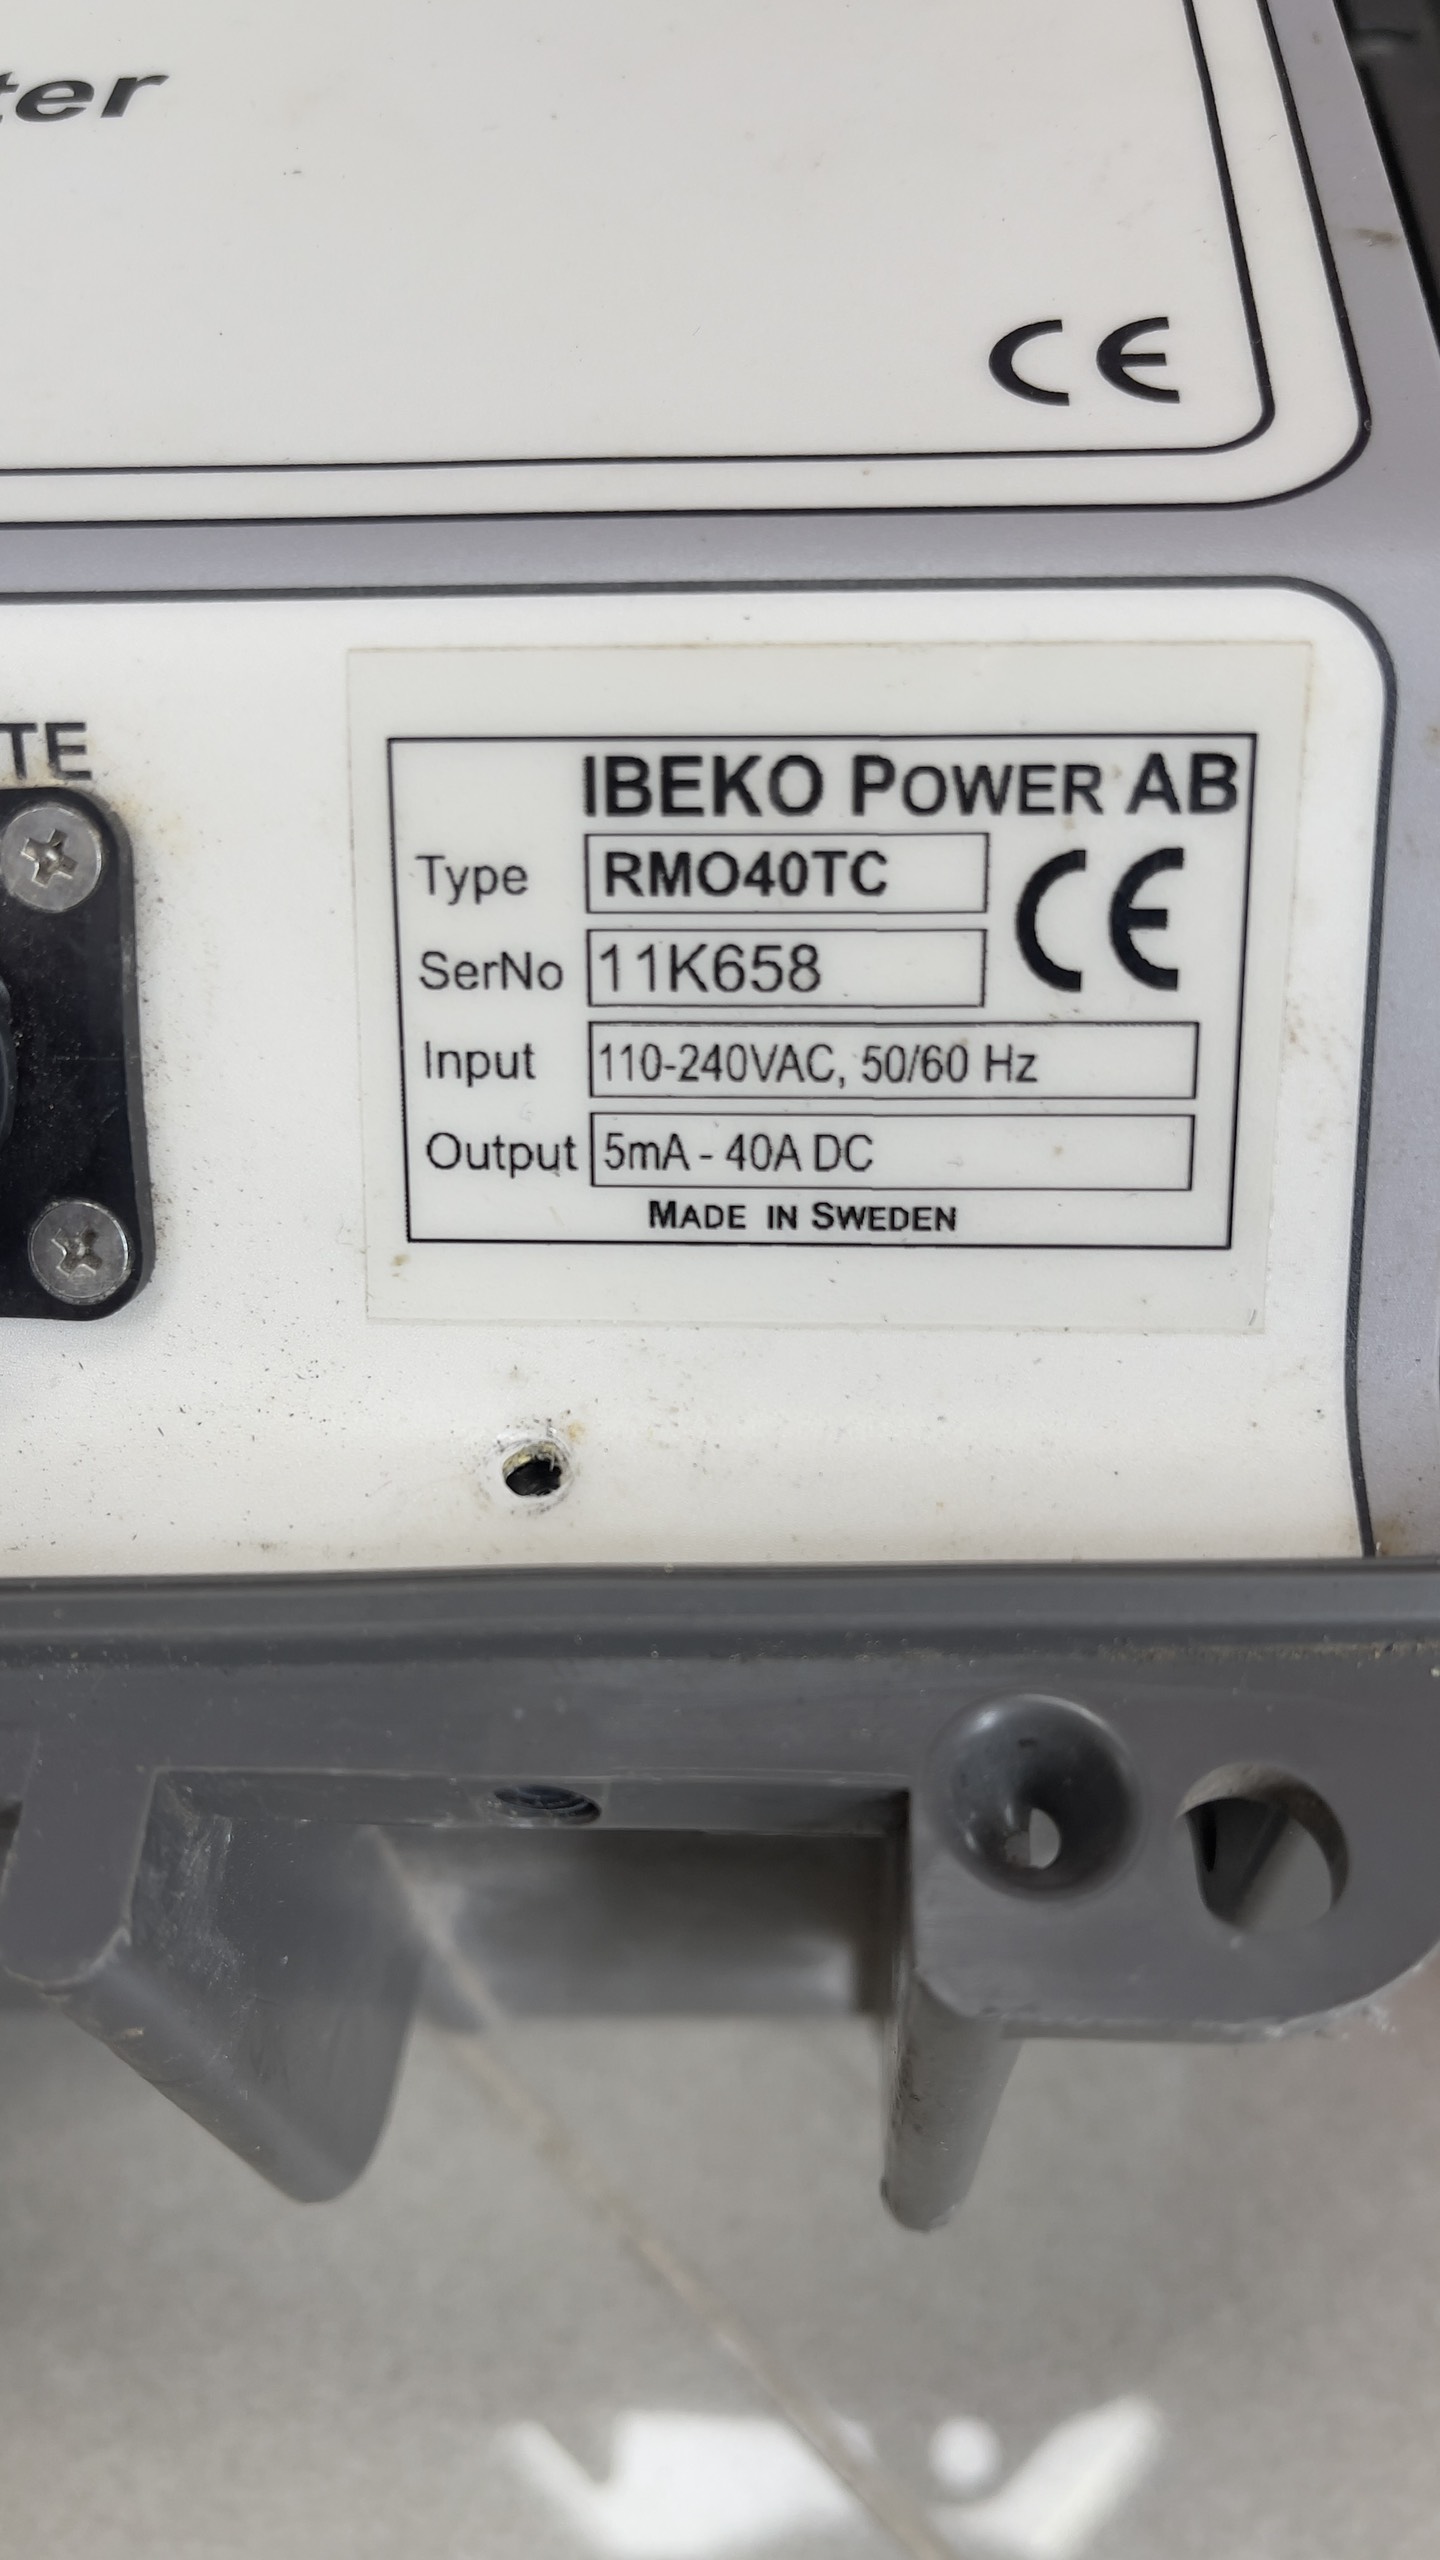 ter
CE
TE
IBEKO POWER AB
Type RMO40TC CE
SerNo 11K658
Input 110-240VAC, 50/60 Hz
Output 5mA - 40A DC
MADE IN SWEDEN